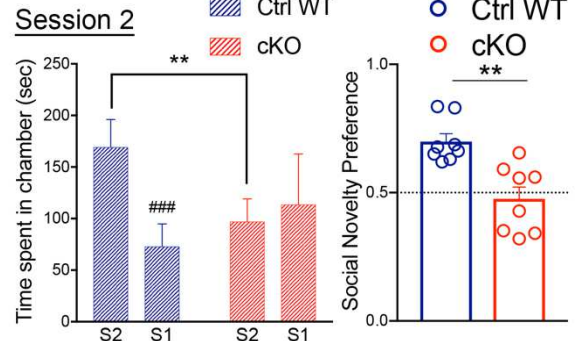 Session 2
Ctrl WT
cKO
Time spent in chamber (sec)
250
200
150
100
50
0
**
###
S2 S1 S2 S1
Ctrl WT
cKO
Social Novelty Preference
1.0
0.5
0.0
**